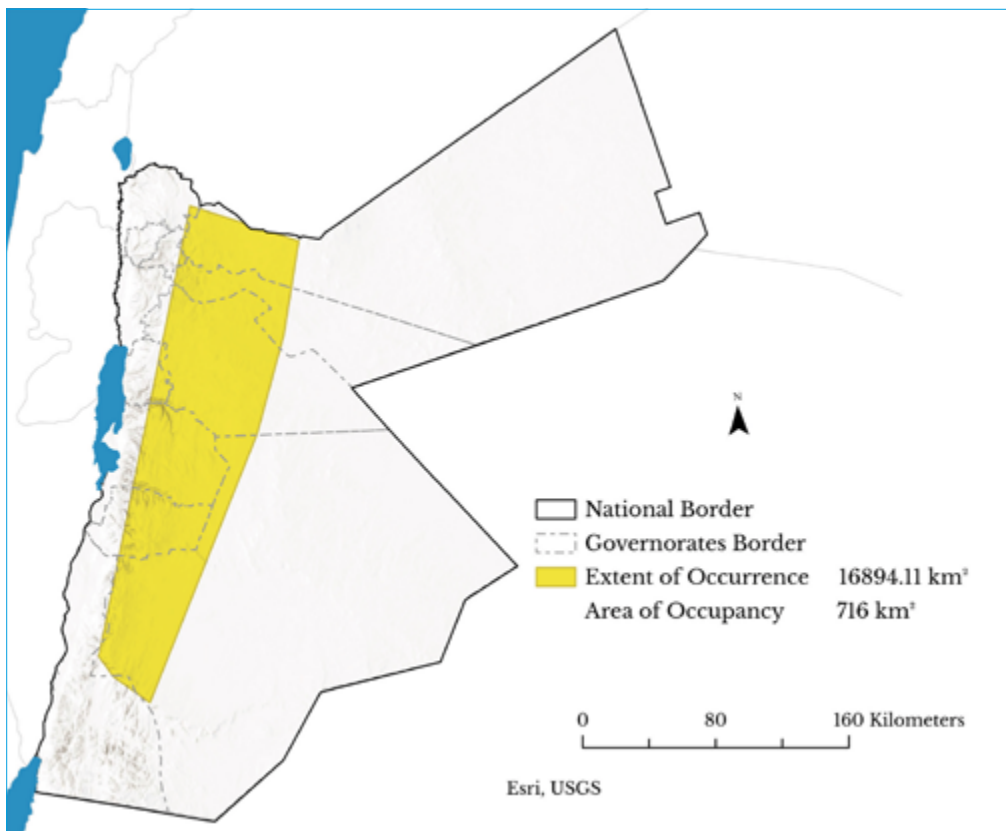 N
National Border
Governorates Border
Extent of Occurrence 16894.11 km²
Area of Occupancy 716 km²
0 80 160 Kilometers
Esri, USGS